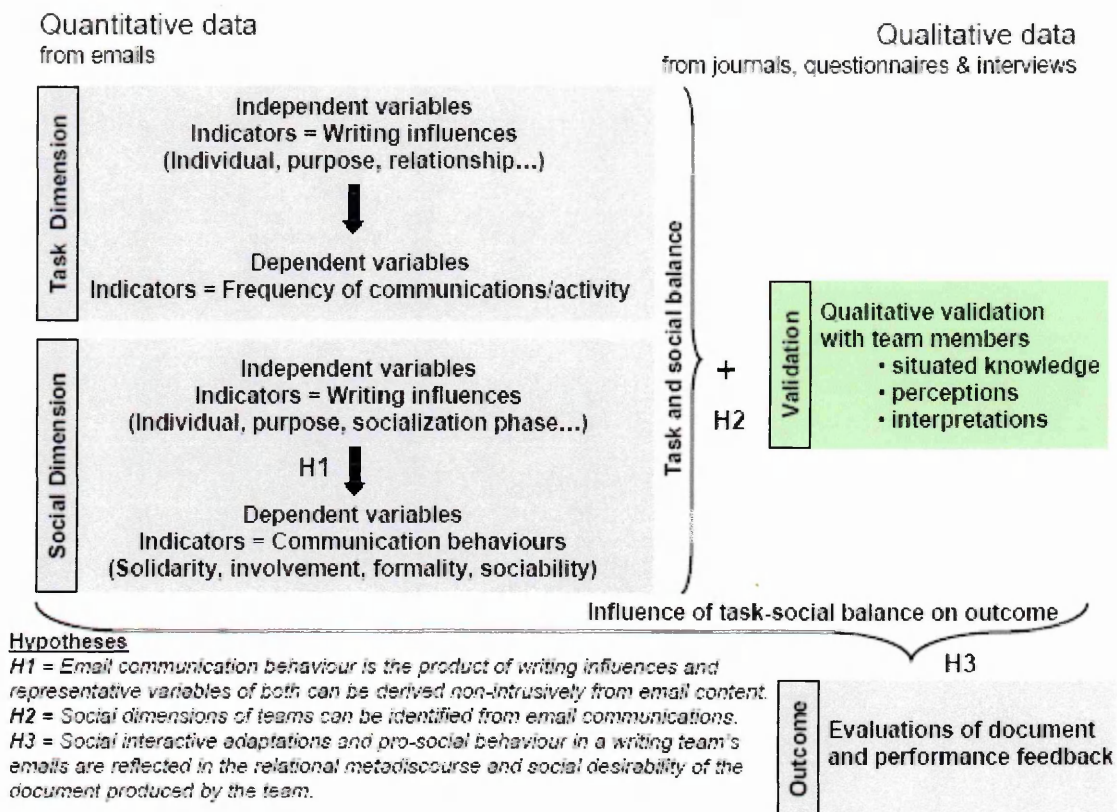 Quantitative data
from emails
Qualitative data
from journals, questionnaires & interviews
Task Dimension
Independent variables
Indicators = Writing influences
(Individual, purpose, relationship...)
Dependent variables
Indicators = Frequency of communications/activity
Social Dimension
Independent variables
Indicators = Writing influences
(Individual, purpose, socialization phase...)
H1
Dependent variables
Indicators = Communication behaviours
(Solidarity, involvement, formality, sociability)
Task and social balance
+
H2
Validation
Qualitative validation
with team members
• situated knowledge
• perceptions
• interpretations
Influence of task-social balance on outcome
H3
Hypotheses
H1 = Email communication behaviour is the product of writing influences and
representative variables of both can be derived non-intrusively from email content.
H2 = Social dimensions of teams can be identified from email communications.
H3 = Social interactive adaptations and pro-social behaviour in a writing team's
emails are reflected in the relational metadiscourse and social desirability of the
document produced by the team.
Outcome
Evaluations of document
and performance feedback